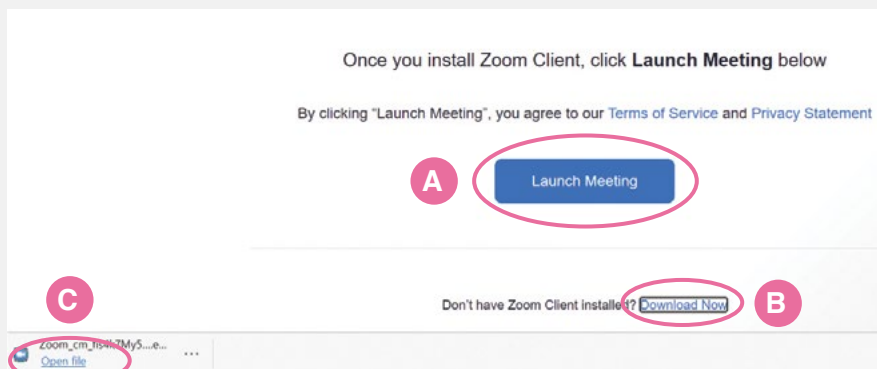 Once you install Zoom Client, click Launch Meeting below
By clicking "Launch Meeting", you agree to our Terms of Service and Privacy Statement
A
Launch Meeting
Don't have Zoom Client installed? Download Now
B
C
...
Open file